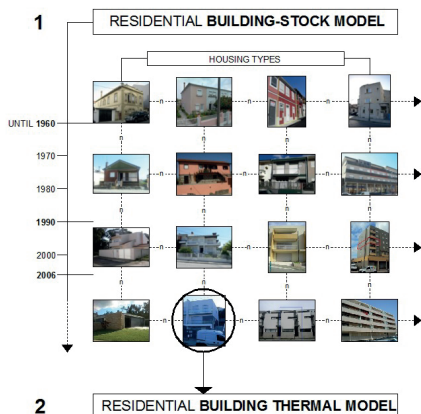 1 RESIDENTIAL BUILDING-STOCK MODEL
HOUSING TYPES
n n n
UNTIL 1960
n n n n
1970
n n n
1980
n n n n
1990
n n n
2000
2006
n n n n
n n n
2 RESIDENTIAL BUILDING THERMAL MODEL